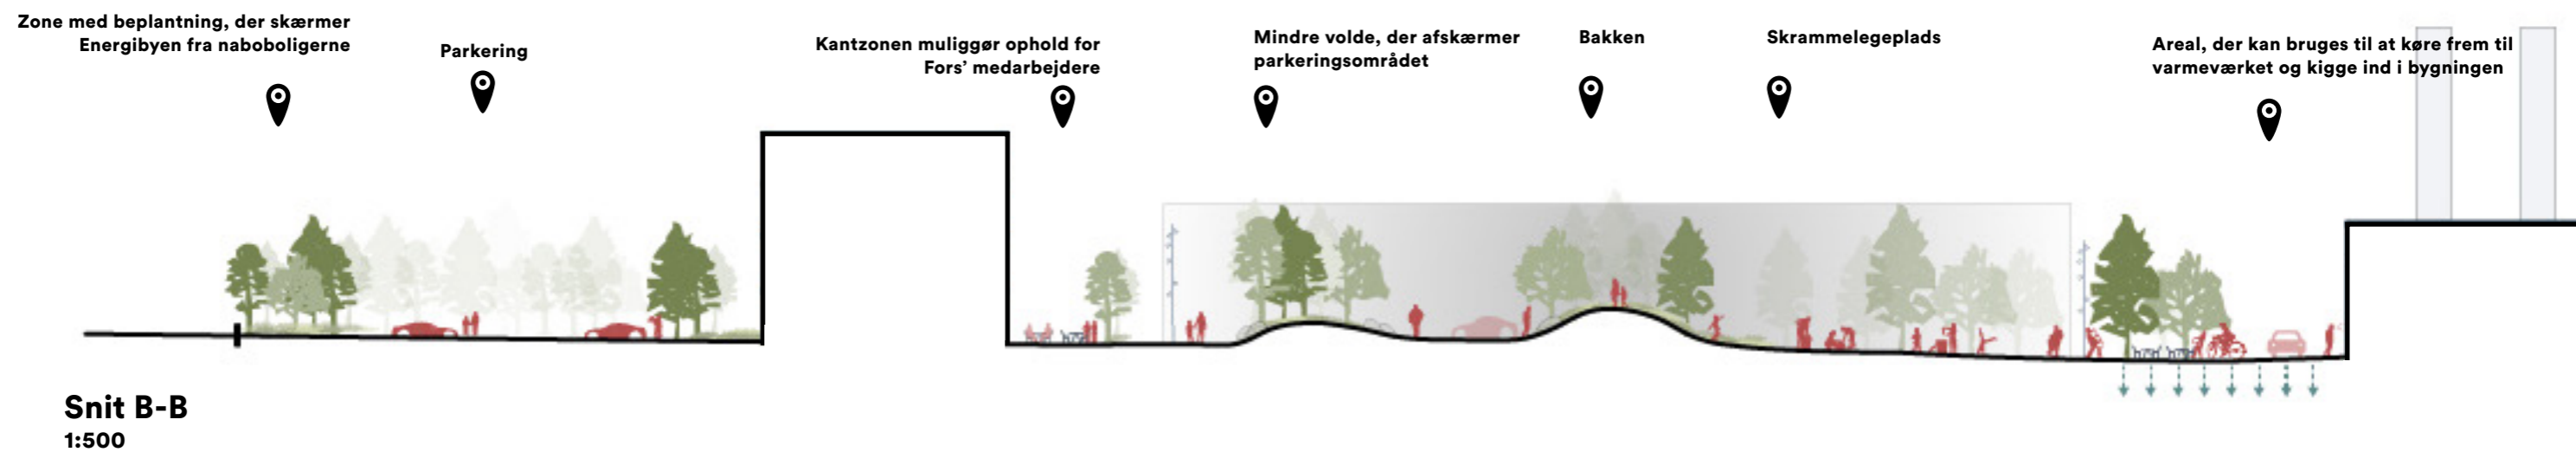 Zone med beplantning, der skærmer
Energibyen fra naboboligerne
Parkering
Kantzonen muliggør ophold for
Fors' medarbejdere
Mindre volde, der afskærmer
parkeringsområdet
Bakken
Skrammelegeplads
Areal, der kan bruges til at køre frem til
varmeværket og kigge ind i bygningen
Snit B-B
1:500